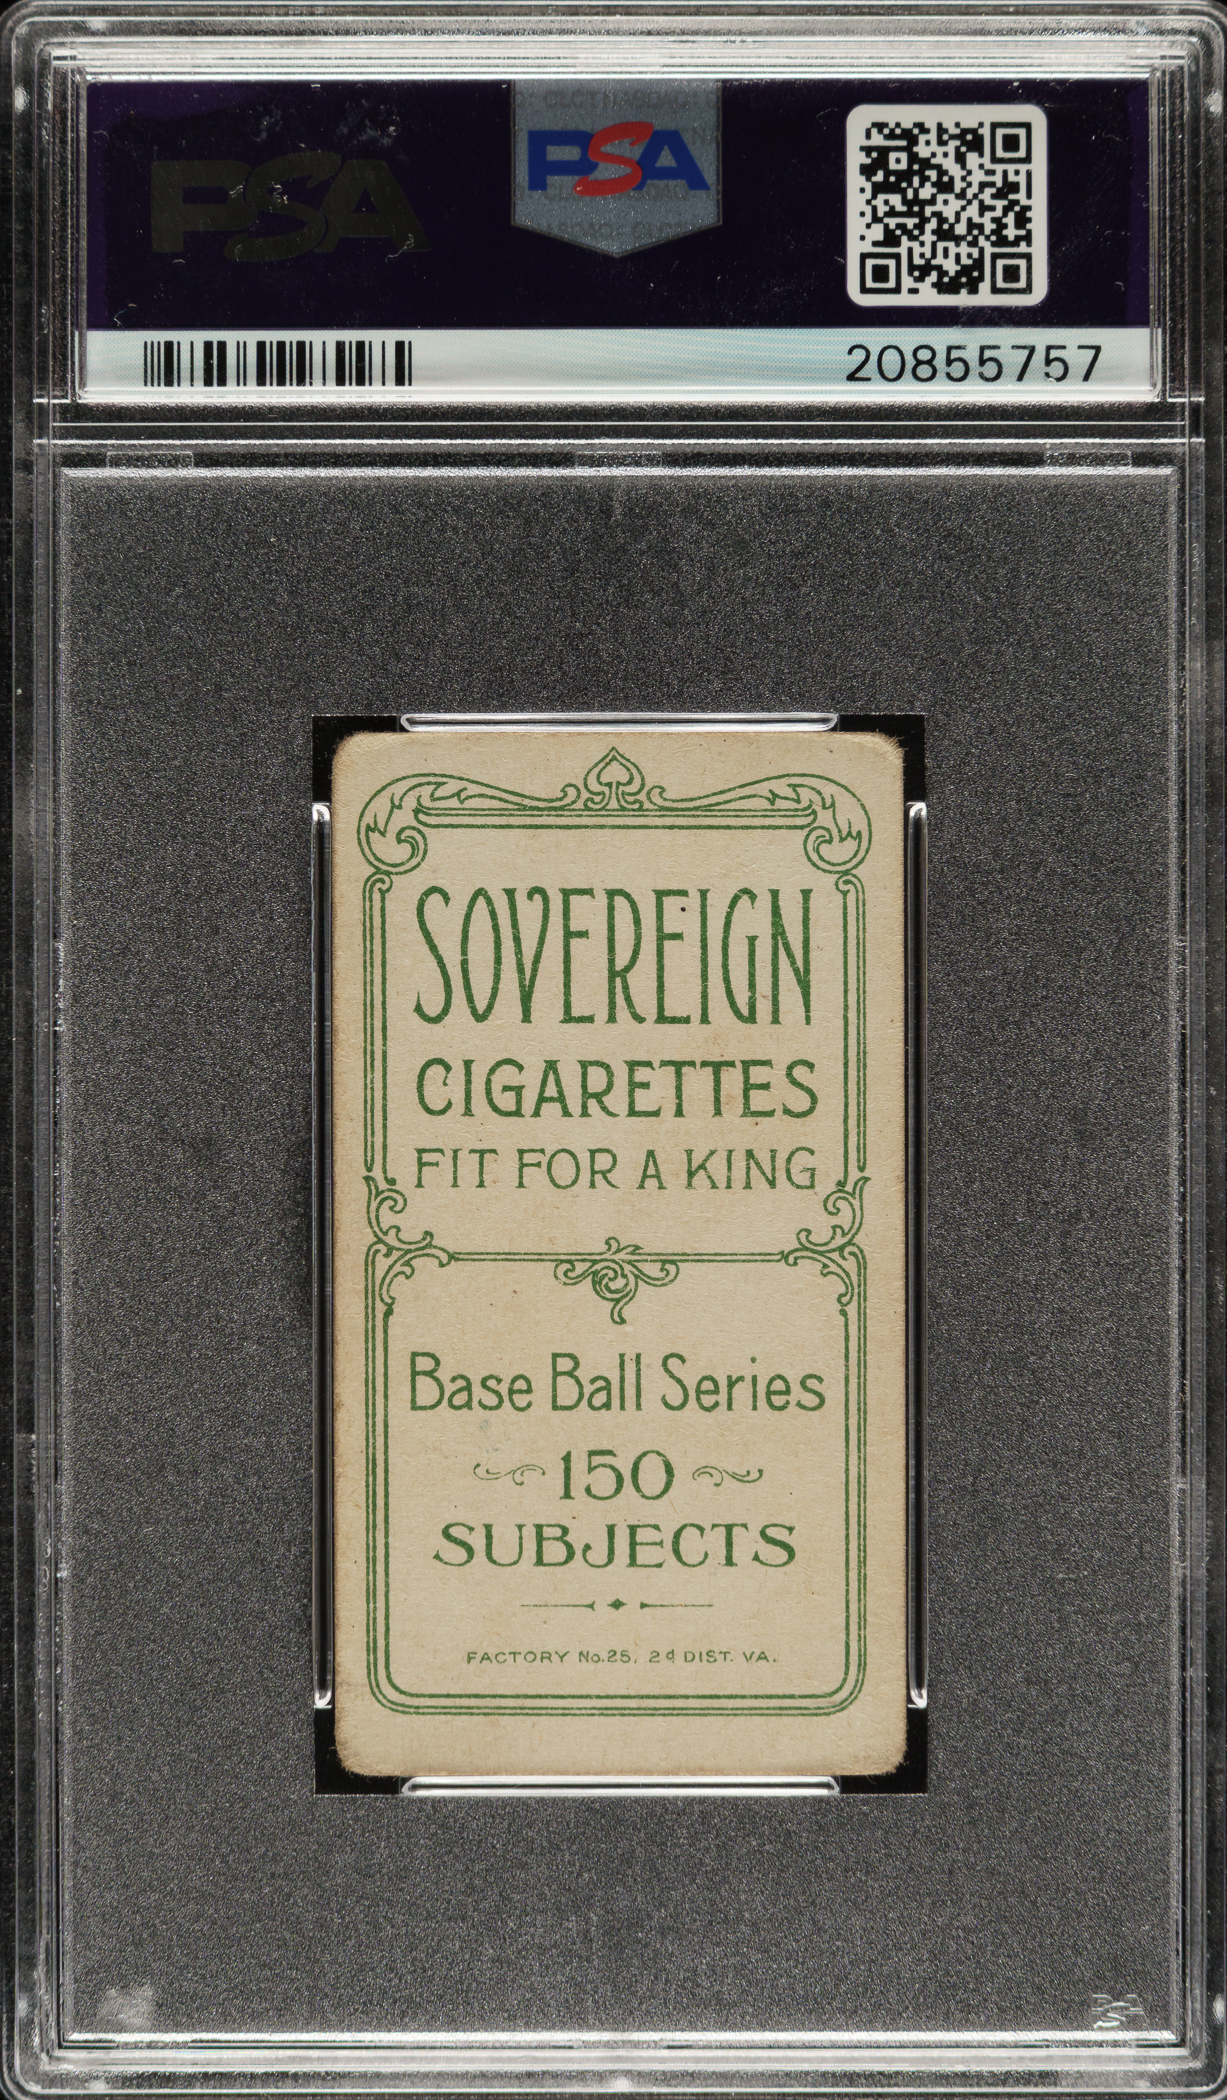 PSA
PSA
20855757
SOVEREIGN
CIGARETTES
FIT FOR A KING
Base Ball Series
150
SUBJECTS
FACTORY No.25, 2d DIST. VA.
PSA